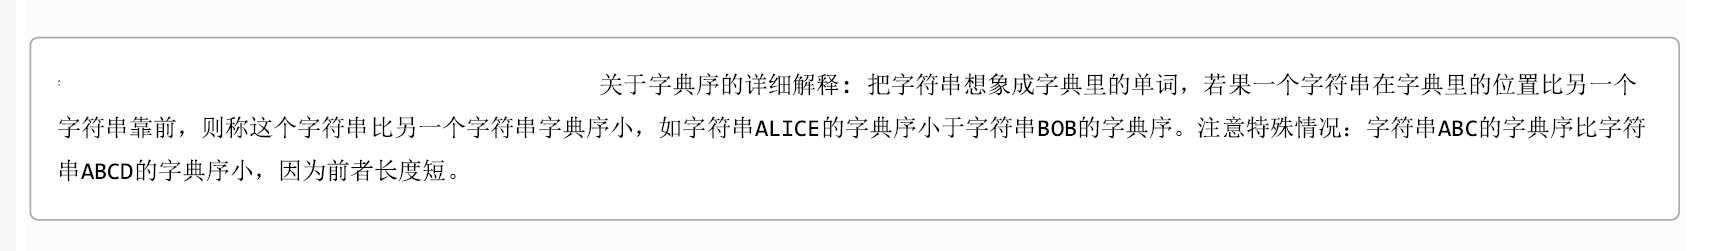 关于字典序的详细解释: 把字符串想象成字典里的单词，若果一个字符串在字典里的位置比另一个
字符串靠前，则称这个字符串比另一个字符串字典序小，如字符串ALICE的字典序小于字符串BOB的字典序。注意特殊情况：字符串ABC的字典序比字符
串ABCD的字典序小，因为前者长度短。